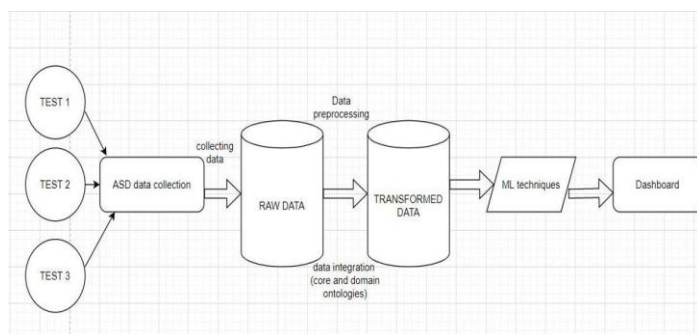 TEST 1
TEST 2
TEST 3
ASD data collection
collecting
data
RAW DATA
Data
preprocessing
data integration
(core and domain
ontologies)
TRANSFORMED
DATA
ML techniques
Dashboard